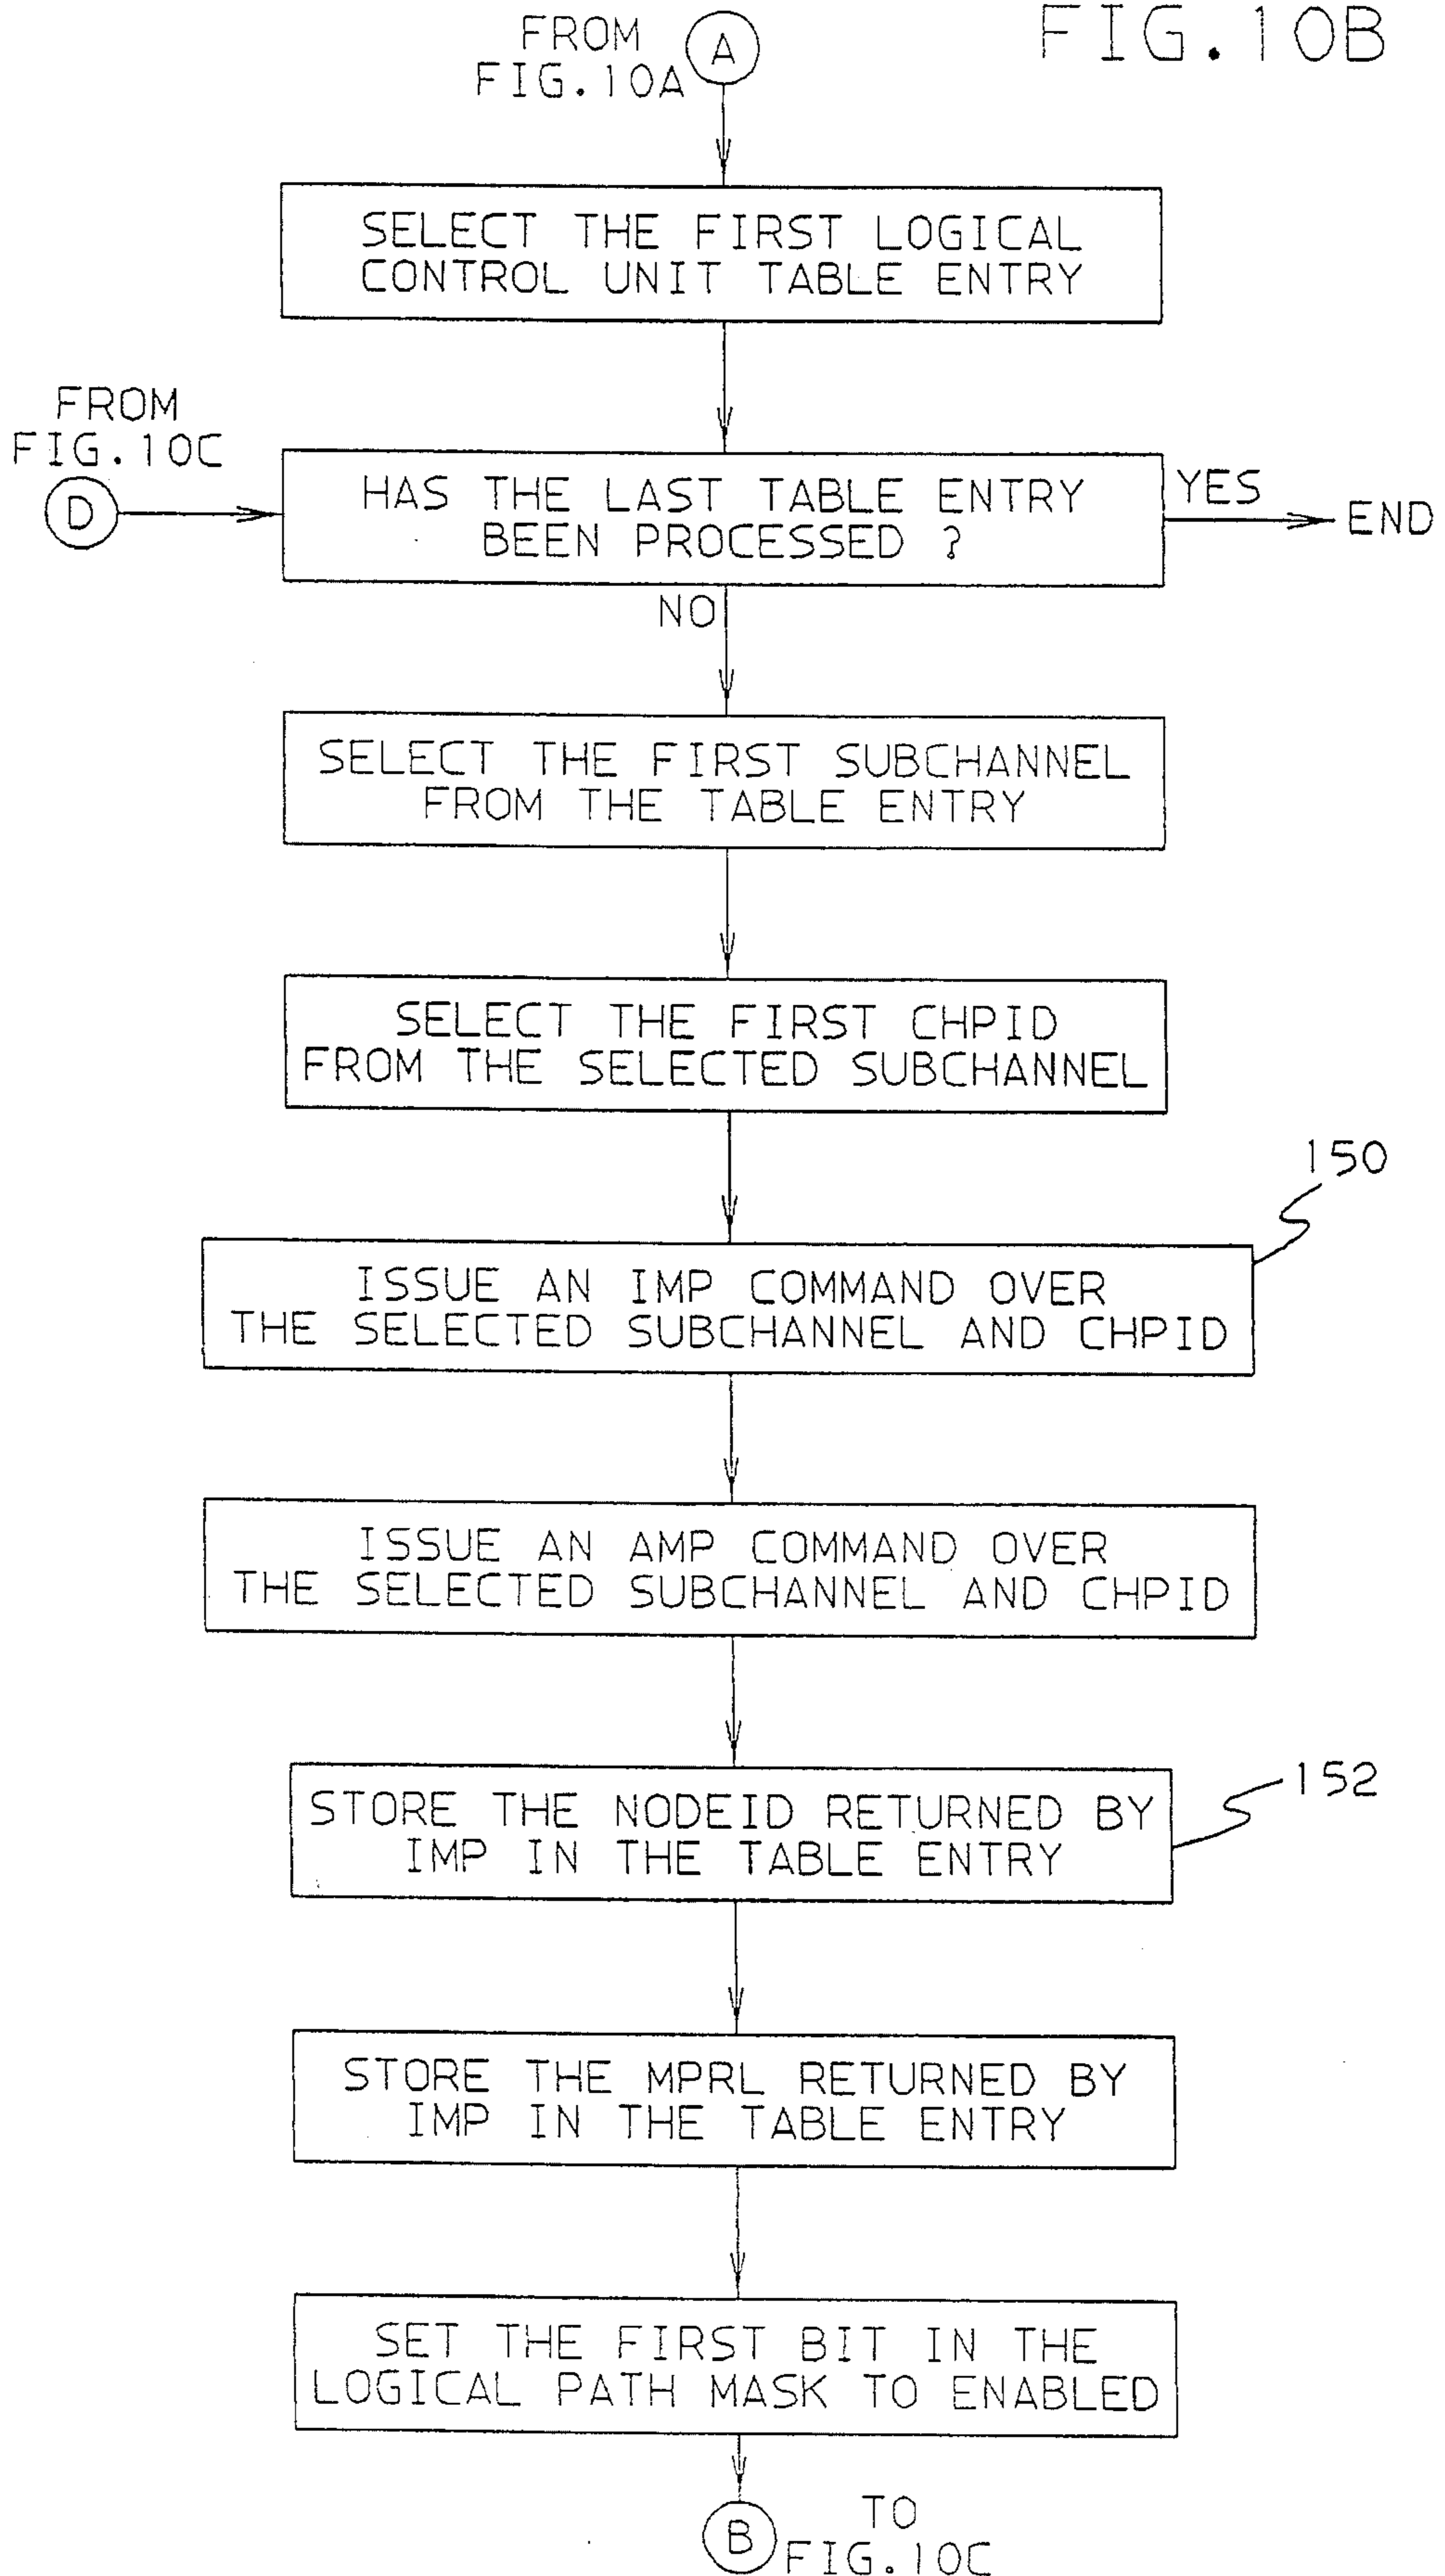 FIG. 10B
FROM
FIG. 10A
A
SELECT THE FIRST LOGICAL
CONTROL UNIT TABLE ENTRY
FROM
FIG. 10C
D
HAS THE LAST TABLE ENTRY
BEEN PROCESSED ?
YES
END
NO
SELECT THE FIRST SUBCHANNEL
FROM THE TABLE ENTRY
SELECT THE FIRST CHPID
FROM THE SELECTED SUBCHANNEL
150
ISSUE AN IMP COMMAND OVER
THE SELECTED SUBCHANNEL AND CHPID
ISSUE AN AMP COMMAND OVER
THE SELECTED SUBCHANNEL AND CHPID
152
STORE THE NODEID RETURNED BY
IMP IN THE TABLE ENTRY
STORE THE MPRL RETURNED BY
IMP IN THE TABLE ENTRY
SET THE FIRST BIT IN THE
LOGICAL PATH MASK TO ENABLED
B
TO
FIG. 10C